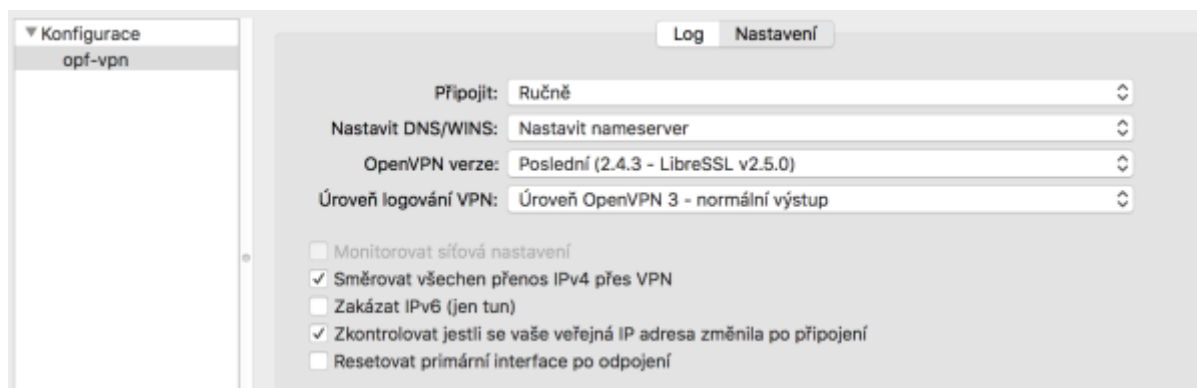 Konfigurace
opf-vpn
Log Nastavení
Připojit: Ručně
Nastavit DNS/WINS: Nastavit nameserver
OpenVPN verze: Poslední (2.4.3 - LibreSSL v2.5.0)
Úroveň logování VPN: Úroveň OpenVPN 3 - normální výstup
Monitorovat síťová nastavení
Směrovat všechen přenos IPv4 přes VPN
Zakázat IPv6 (jen tun)
Zkontrolovat jestli se vaše veřejná IP adresa změnila po připojení
Resetovat primární interface po odpojení